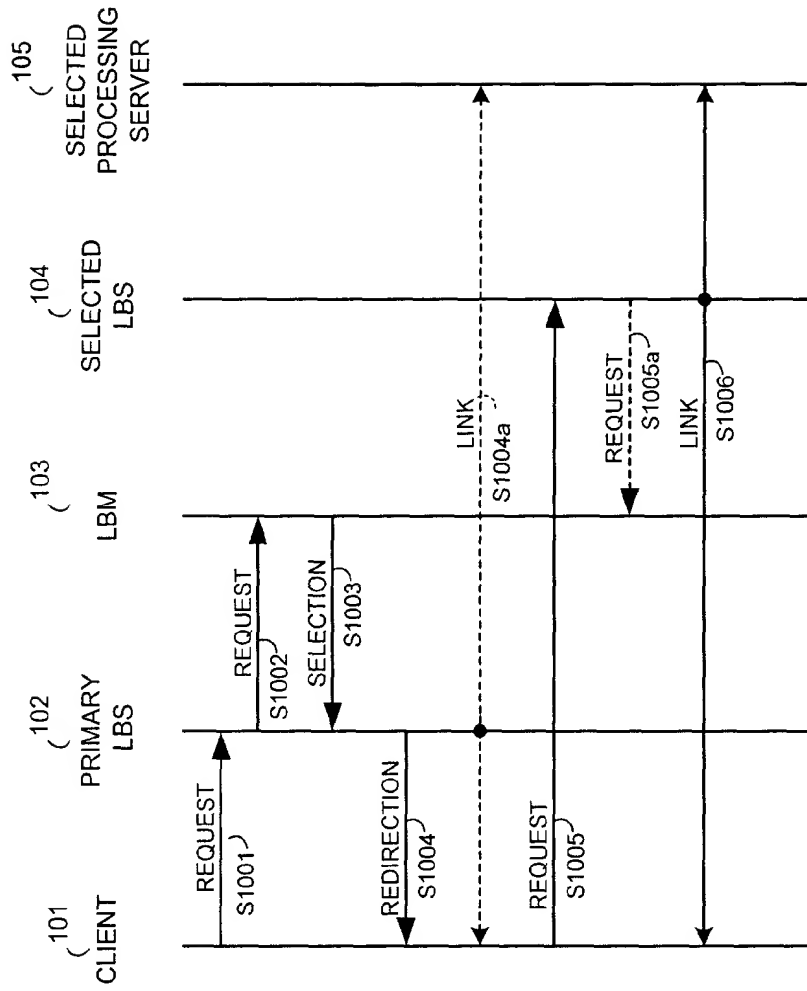 105
SELECTED
PROCESSING
SERVER
104
SELECTED
LBS
103
LBM
102
PRIMARY
LBS
101
CLIENT
REQUEST
S1001
REQUEST
S1002
SELECTION
S1003
REDIRECTION
S1004
LINK
S1004a
REQUEST
S1005
REQUEST
S1005a
LINK
S1006